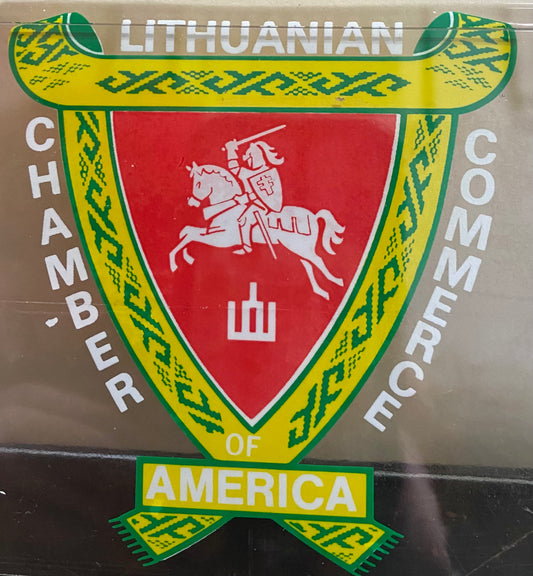 LITHUANIAN
CHAMBER
COMMERCE
OF
AMERICA